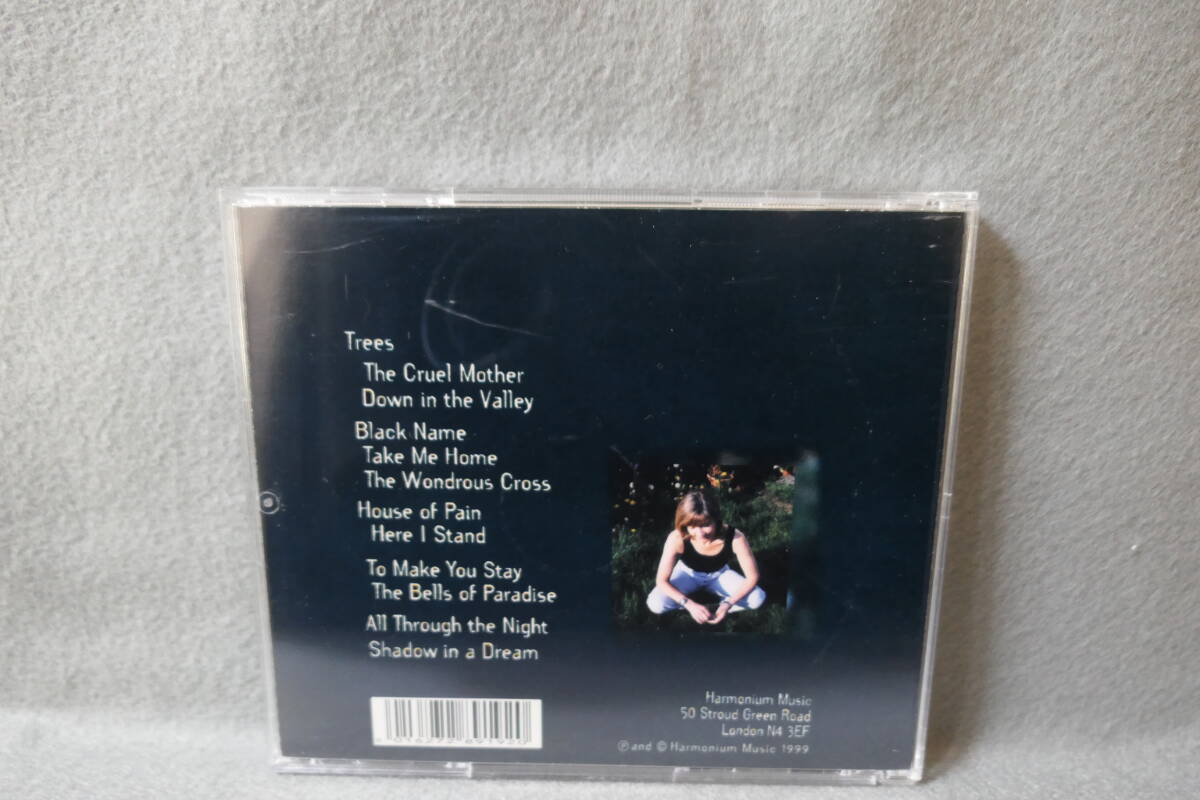 Trees
The Cruel Mother
Down in the Valley
Black Name
Take Me Home
The Wondrous Cross
House of Pain
Here I Stand
To Make You Stay
The Bells of Paradise
All Through the Night
Shadow in a Dream
Harmonium Music
50 Stroud Green Road
London N4 3EF
℗ and © Harmonium Music 1999